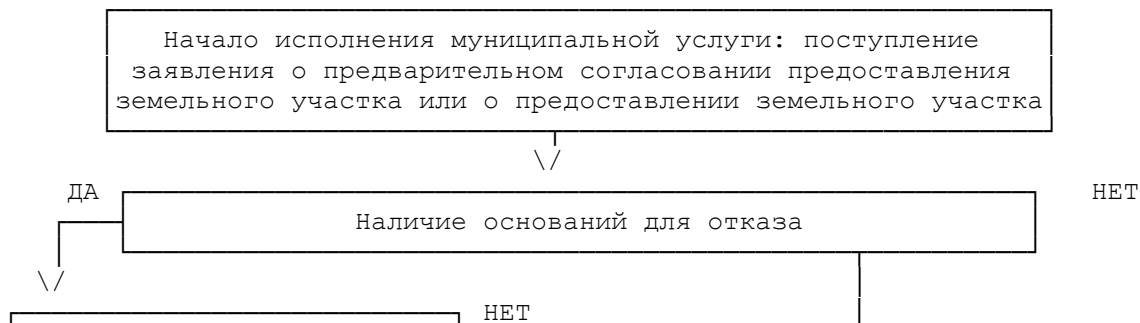 Начало исполнения муниципальной услуги: поступление
заявления о предварительном согласовании предоставления
земельного участка или о предоставлении земельного участка
\/
ДА НЕТ
Наличие оснований для отказа
\/
НЕТ